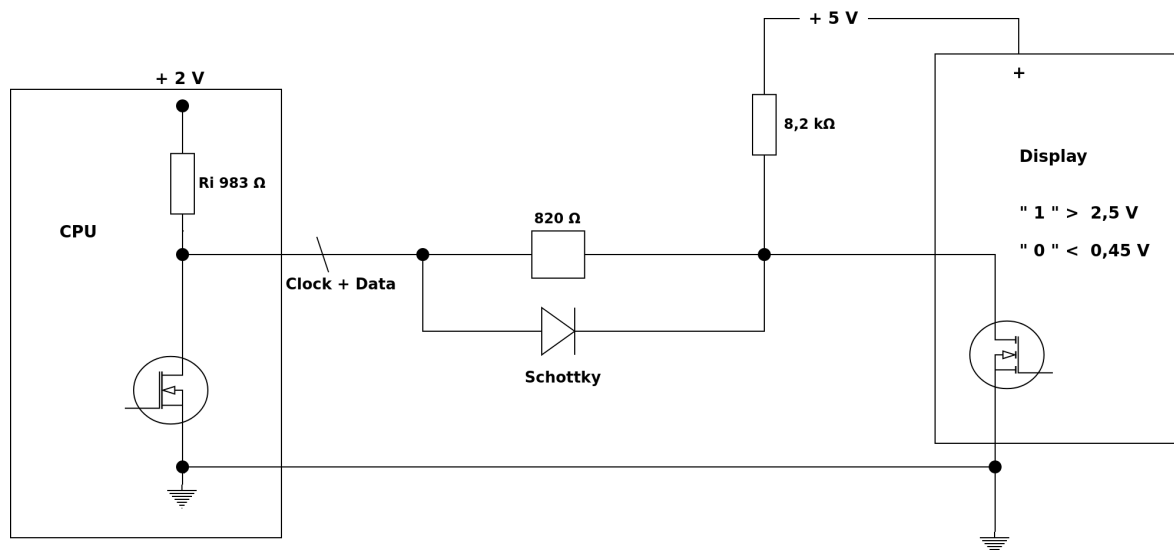 + 5 V
+ 2 V
+
8,2 kΩ
Display
Ri 983 Ω
" 1 " > 2,5 V
820 Ω
CPU
" 0 " < 0,45 V
Clock + Data
Schottky